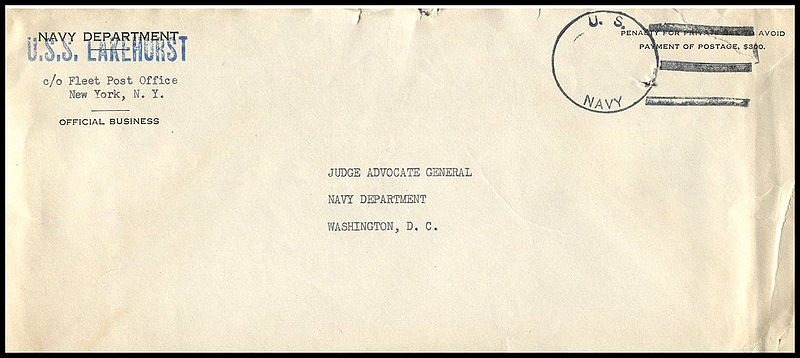 NAVY DEPARTMENT
U.S.S. LAKEHURST
c/o Fleet Post Office
New York, N. Y.
OFFICIAL BUSINESS
U. S.
NAVY
PENALTY FOR PRIVATE USE TO AVOID
PAYMENT OF POSTAGE, $300.
JUDGE ADVOCATE GENERAL
NAVY DEPARTMENT
WASHINGTON, D. C.